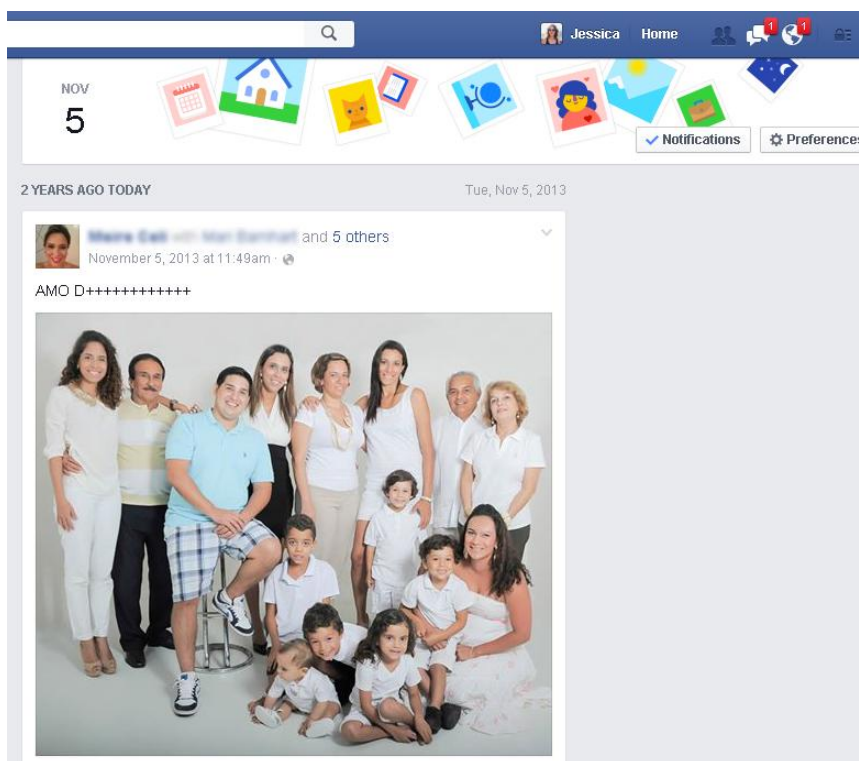 Jessica Home 1 1
NOV
5
Notifications Preferences
2 YEARS AGO TODAY Tue, Nov 5, 2013
and 5 others
November 5, 2013 at 11:49am ·
AMO D++++++++++++